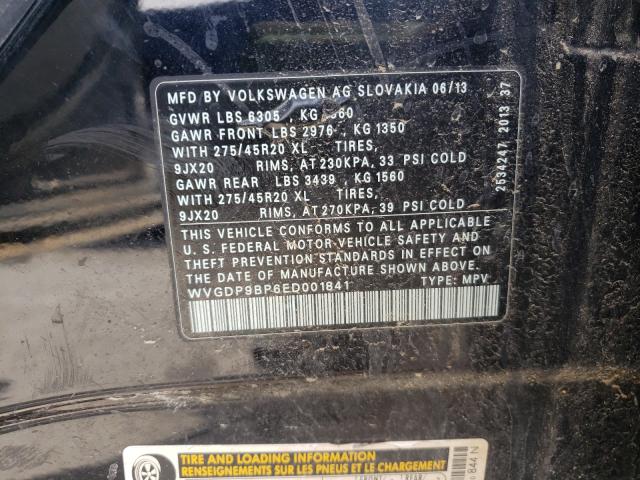 MFD BY VOLKSWAGEN AG SLOVAKIA 06/13
GVWR LBS 6305 , KG 860
GAWR FRONT LBS 2976 , KG 1350
WITH 275/45R20 XL TIRES,
9JX20 RIMS, AT 230KPA, 33 PSI COLD
GAWR REAR LBS 3439 , KG 1560
WITH 275/45R20 XL TIRES,
9JX20 RIMS, AT 270KPA, 39 PSI COLD
THIS VEHICLE CONFORMS TO ALL APPLICABLE
U. S. FEDERAL MOTOR VEHICLE SAFETY AND
THEFT PREVENTION STANDARDS IN EFFECT ON
THE DATE OF MANUFACTURE SHOWN ABOVE.
WVGDP9BP6ED001841 TYPE: MPV
2534247 2013 37
TIRE AND LOADING INFORMATION
RENSEIGNEMENTS SUR LES PNEUS ET LE CHARGEMENT
844 N